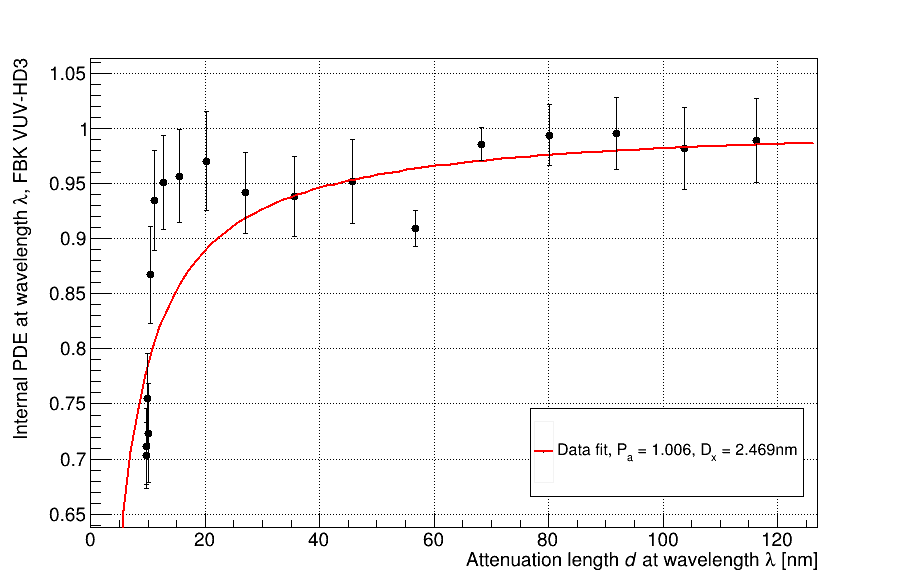 Internal PDE at wavelength λ, FBK VUV-HD3
1.05
1
0.95
0.9
0.85
0.8
0.75
0.7
0.65
Data fit, Pa = 1.006, Dx = 2.469nm
0 20 40 60 80 100 120
Attenuation length d at wavelength λ [nm]